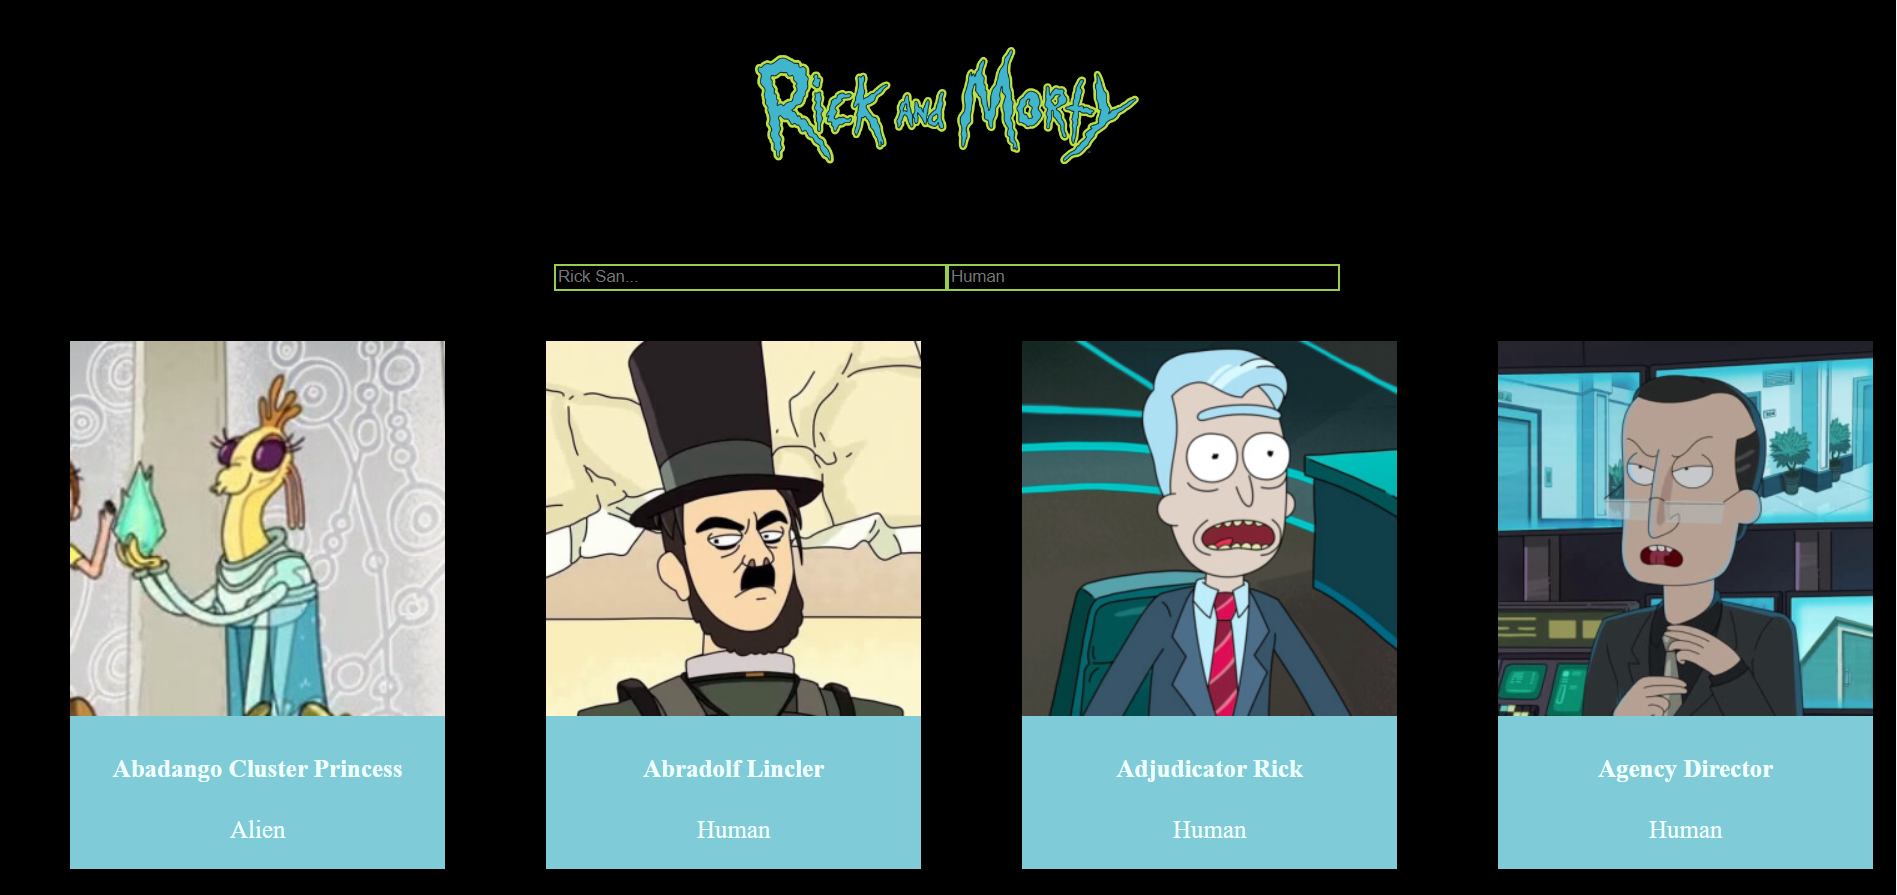 Rick and Morty
Rick San...
Human
Abadango Cluster Princess
Alien
Abradolf Lincler
Human
Adjudicator Rick
Human
Agency Director
Human